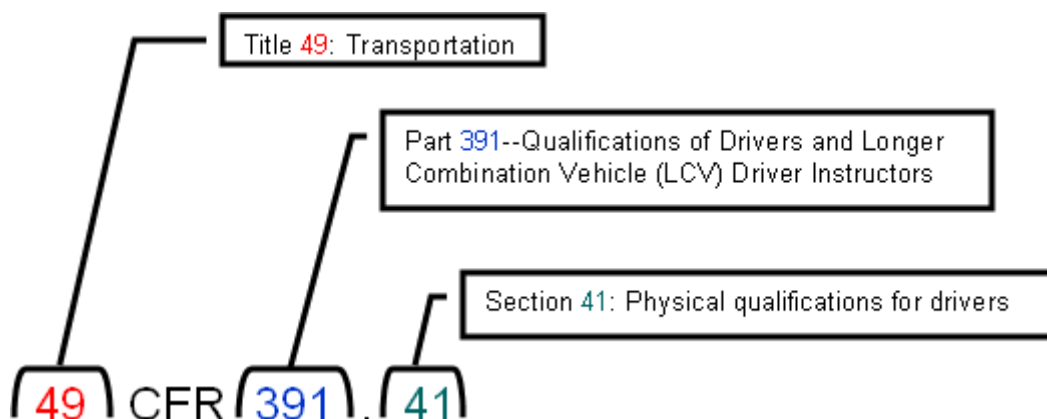 Title 49: Transportation
Part 391--Qualifications of Drivers and Longer
Combination Vehicle (LCV) Driver Instructors
Section 41: Physical qualifications for drivers
49 CFR 391 . 41